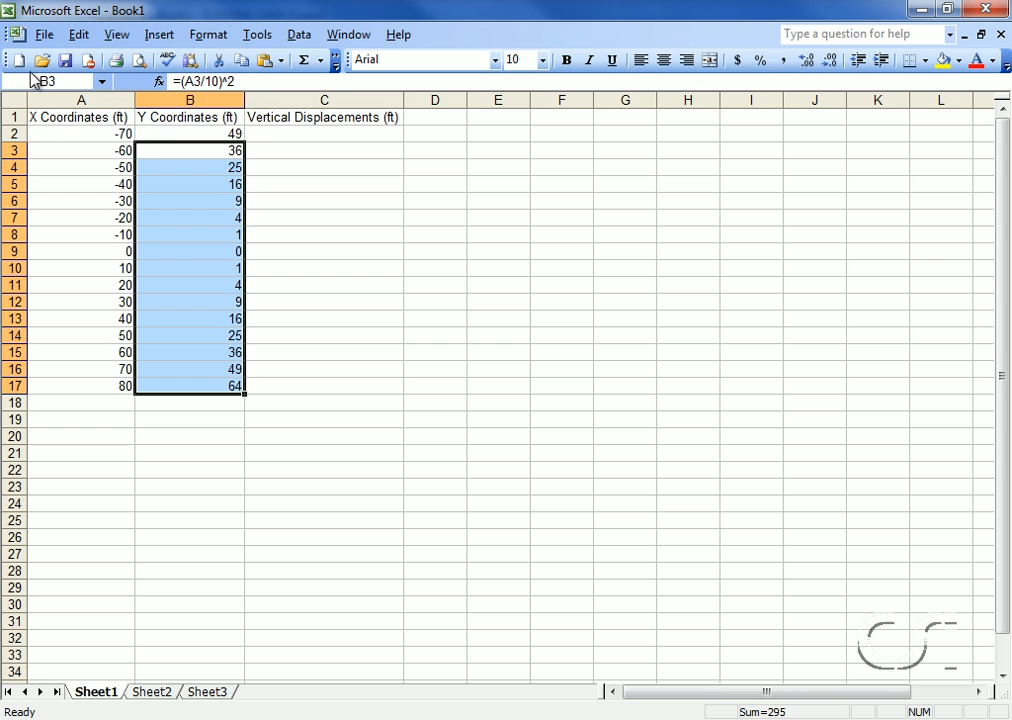 Microsoft Excel - Book1
File Edit View Insert Format Tools Data Window Help Type a question for help
Arial 10 B I U $ % ,
B3 fx =(A3/10)^2
A B C D E F G H I J K L
1 X Coordinates (ft) Y Coordinates (ft) Vertical Displacements (ft)
2 -70 49
3 -60 36
4 -50 25
5 -40 16
6 -30 9
7 -20 4
8 -10 1
9 0 0
10 10 1
11 20 4
12 30 9
13 40 16
14 50 25
15 60 36
16 70 49
17 80 64
18
19
20
21
22
23
24
25
26
27
28
29
30
31
32
33
34
Sheet1 Sheet2 Sheet3
Ready Sum=295 NUM